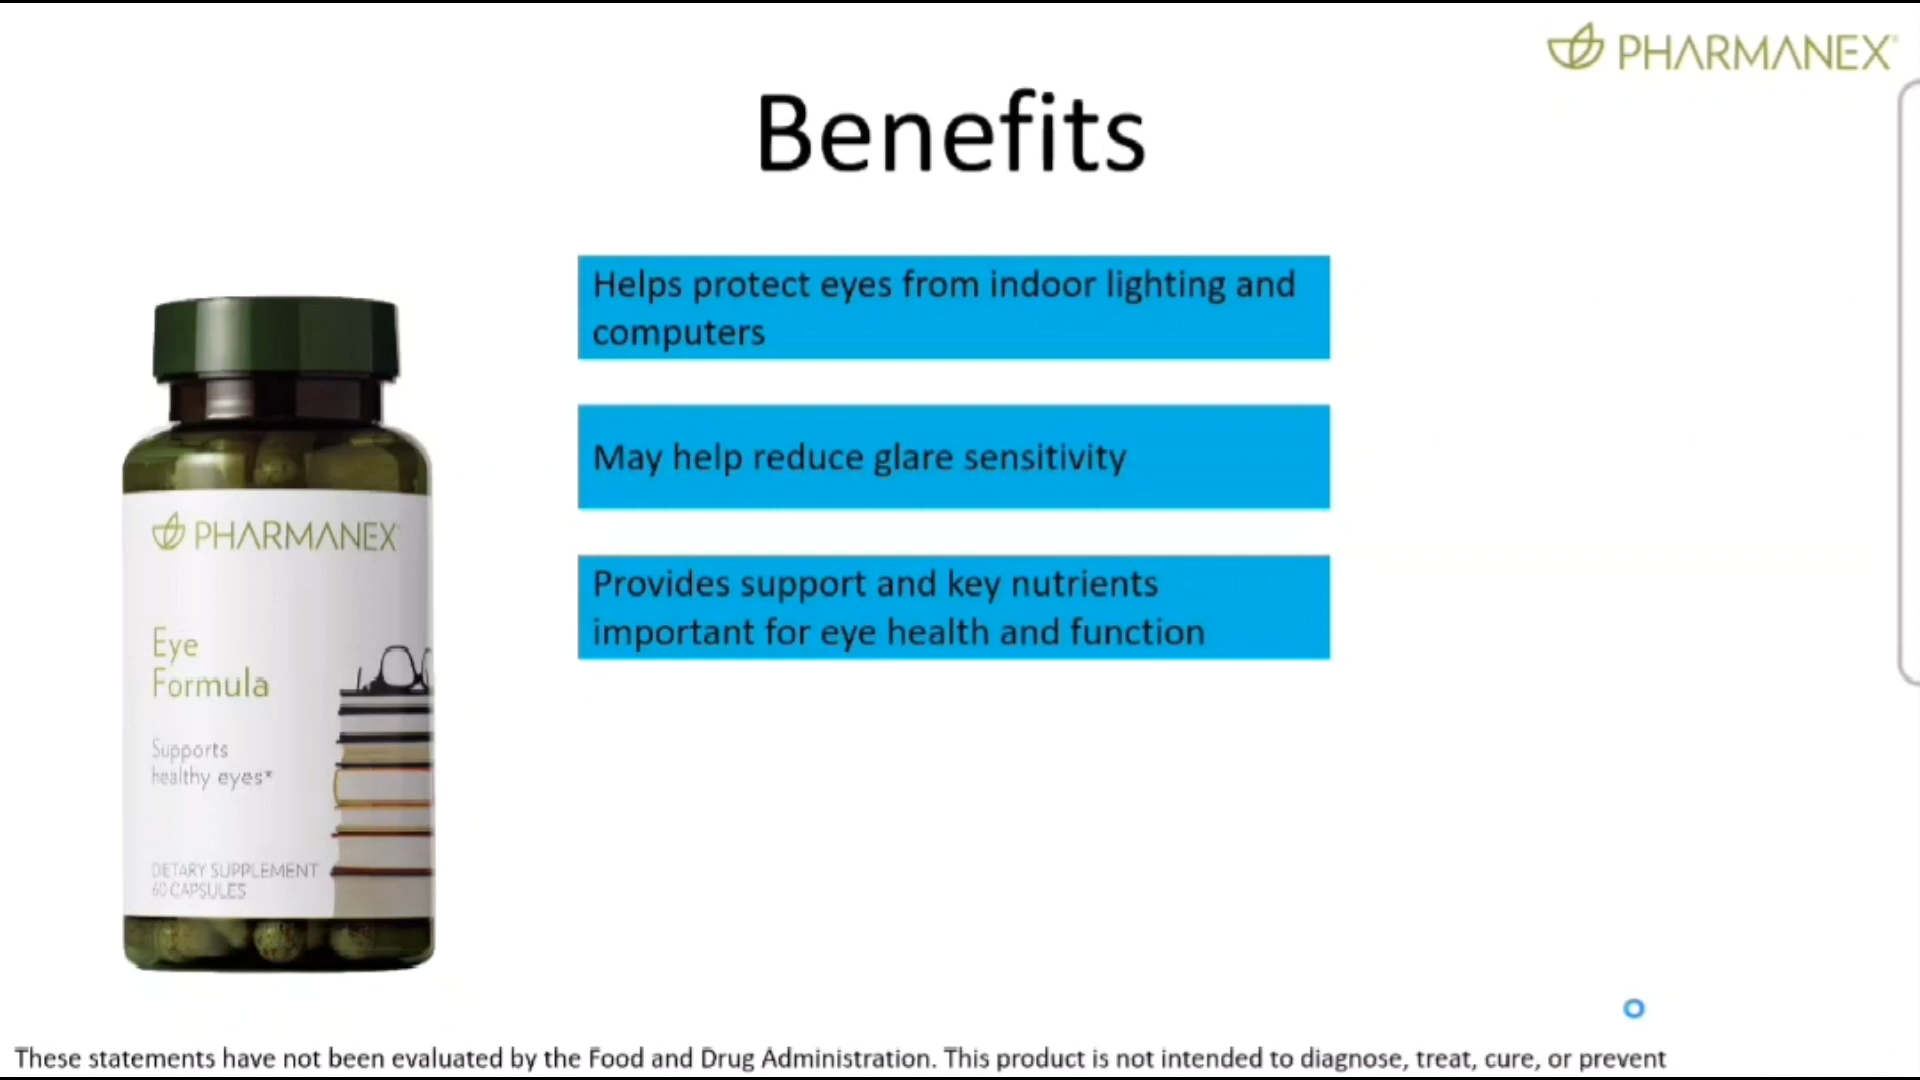 PHARMANEX
Benefits
Helps protect eyes from indoor lighting and
computers
May help reduce glare sensitivity
Provides support and key nutrients
important for eye health and function
PHARMANEX
Eye
Formula
Supports
healthy eyes*
DIETARY SUPPLEMENT
60 CAPSULES
These statements have not been evaluated by the Food and Drug Administration. This product is not intended to diagnose, treat, cure, or prevent